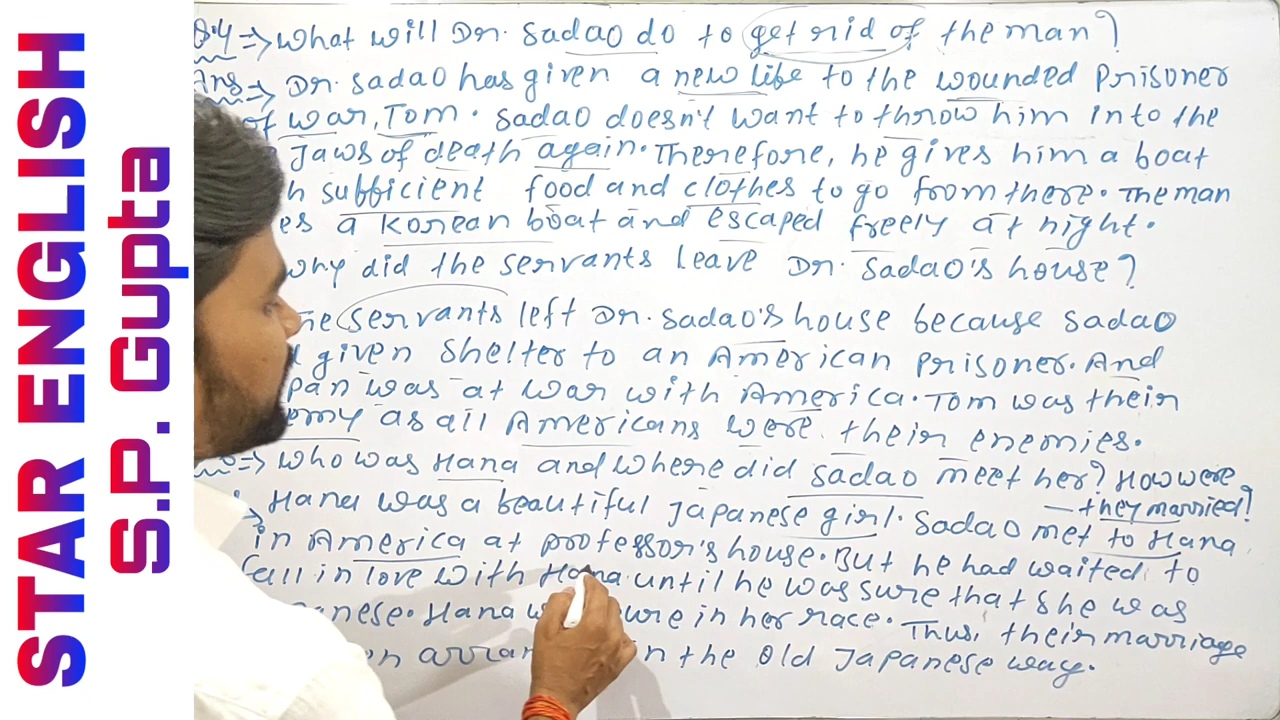 STAR ENGLISH
S.P. Gupta
Q.4 => What will Dr. Sadao do to get rid of the man?
Ans => Dr. Sadao has given a new life to the wounded Prisoner
of war, Tom. Sadao doesn't want to throw him into the
Jaws of death again. Therefore, he gives him a boat
sufficient food and clothes to go from there. The man
a Korean boat and escaped freely at night.
Why did the servants leave Dr. Sadao's house?
servants left Dr. Sadao's house because Sadao
given shelter to an American prisoner. And
was at war with America. Tom was their
as all Americans were their enemies.
=> Who was Hana and where did Sadao meet her? How were
— they married?
Hana was a beautiful Japanese girl. Sadao met to Hana
in America at professor's house. But he had waited to
fall in love with Hana until he was sure that she was
Hana in her race. Thus, their marriage
in the old Japanese way.